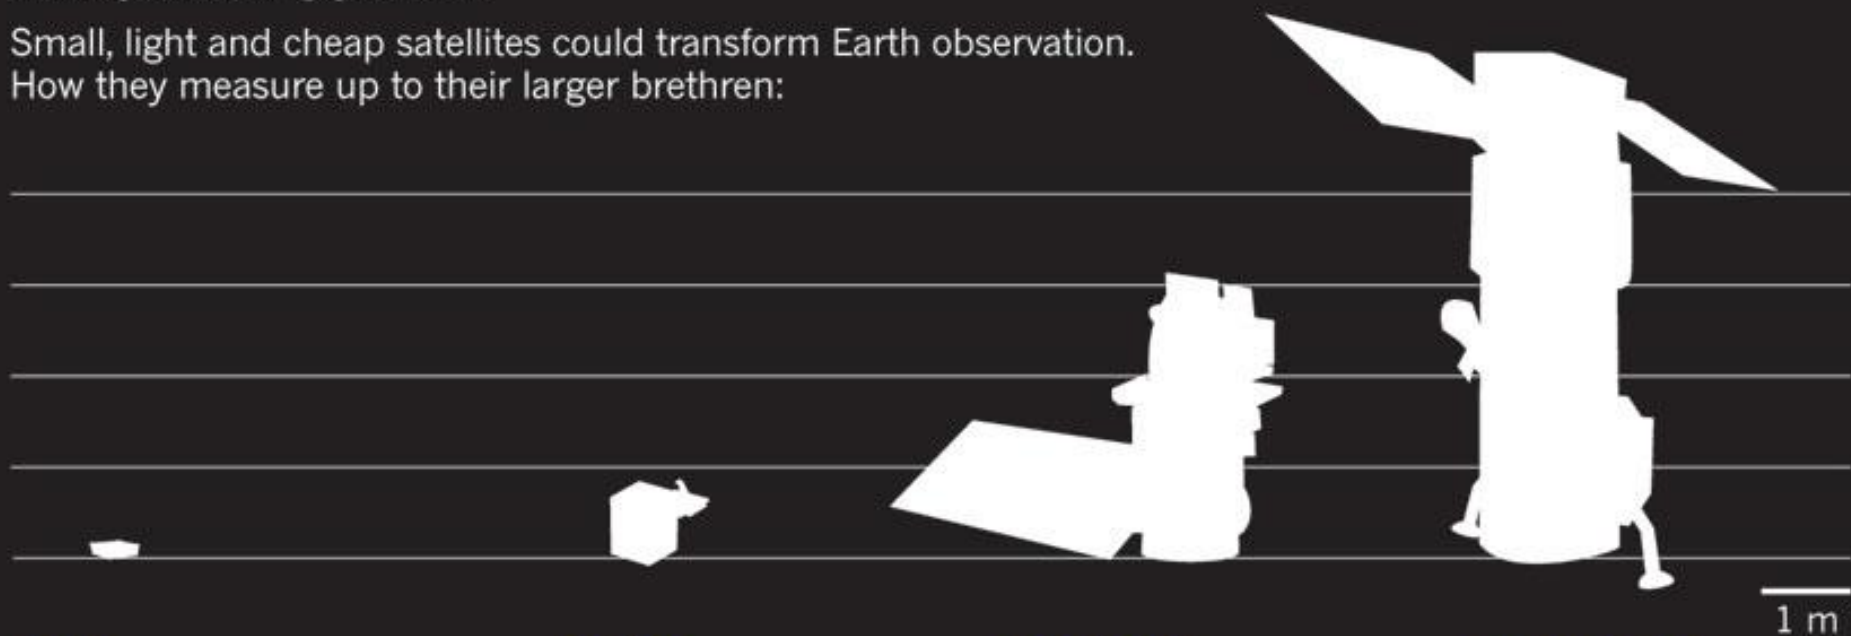 Small, light and cheap satellites could transform Earth observation.
How they measure up to their larger brethren:
1 m